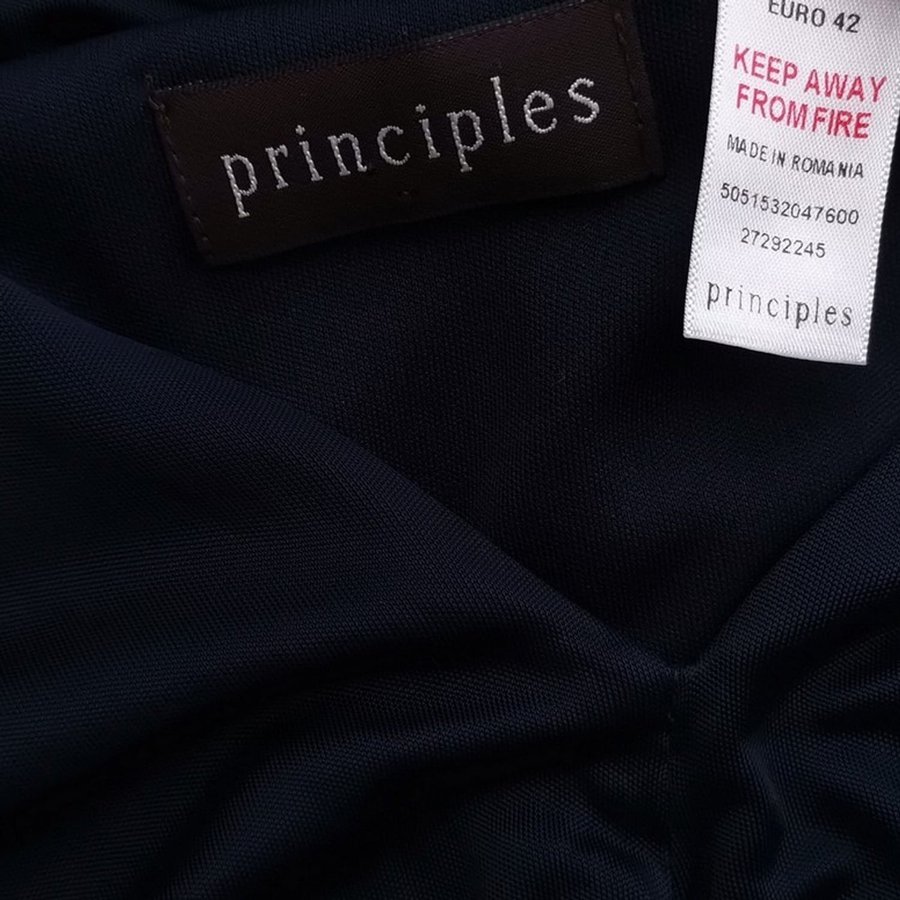 principles
EURO 42
KEEP AWAY
FROM FIRE
MADE IN ROMANIA
5051532047600
27292245
principles